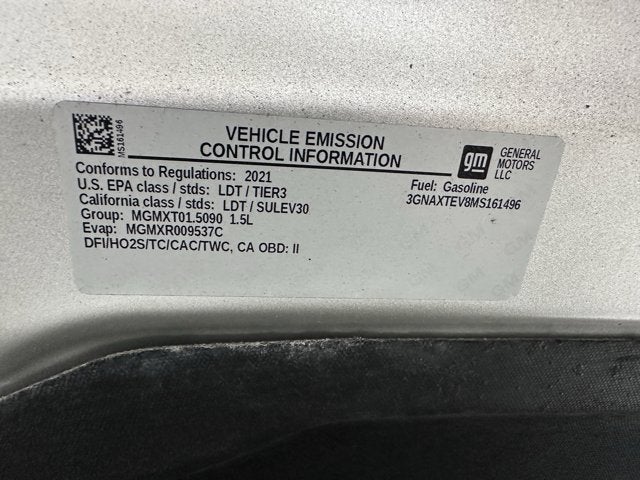 MS161496
VEHICLE EMISSION
CONTROL INFORMATION
gm
GENERAL
MOTORS
LLC
Conforms to Regulations: 2021
U.S. EPA class / stds: LDT / TIER3
California class / stds: LDT / SULEV30
Group: MGMXT01.5090 1.5L
Evap: MGMXR009537C
DFI/HO2S/TC/CAC/TWC, CA OBD: II
Fuel: Gasoline
3GNAXTEV8MS161496